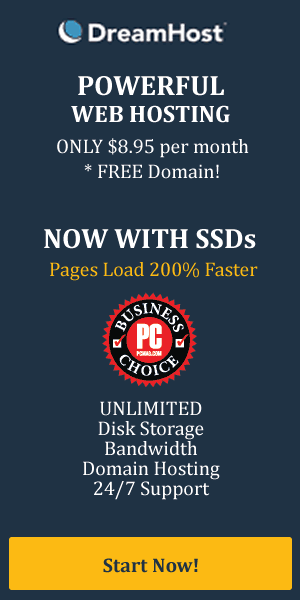 DreamHost
POWERFUL
WEB HOSTING
ONLY $8.95 per month
* FREE Domain!
NOW WITH SSDs
Pages Load 200% Faster
BUSINESS
PC
PCMAG.COM
CHOICE
UNLIMITED
Disk Storage
Bandwidth
Domain Hosting
24/7 Support
Start Now!